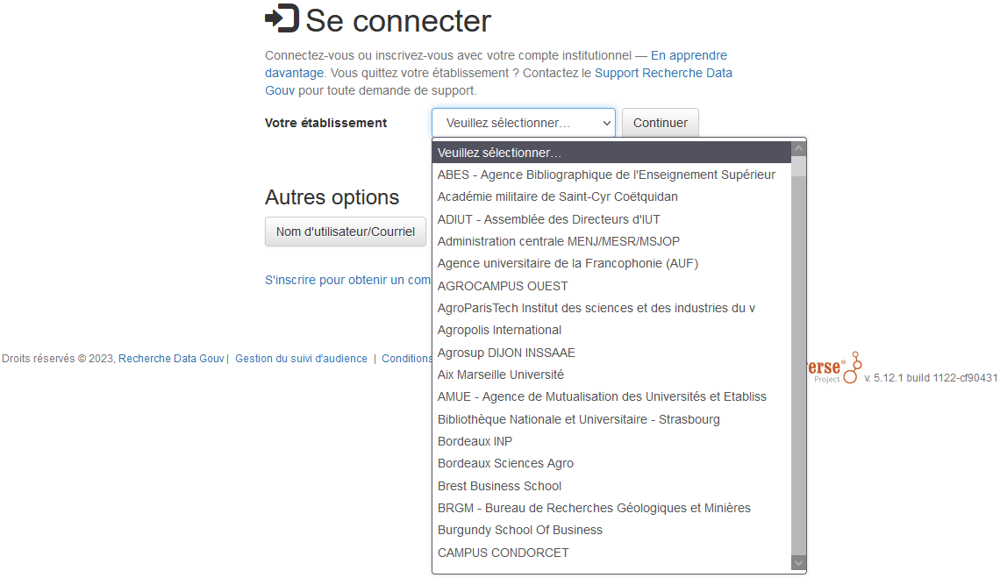 Se connecter
Connectez-vous ou inscrivez-vous avec votre compte institutionnel — En apprendre
davantage. Vous quittez votre établissement ? Contactez le Support Recherche Data
Gouv pour toute demande de support.
Votre établissement
Veuillez sélectionner…
Continuer
Veuillez sélectionner…
ABES - Agence Bibliographique de l'Enseignement Supérieur
Académie militaire de Saint-Cyr Coëtquidan
ADIUT - Assemblée des Directeurs d'IUT
Administration centrale MENJ/MESR/MSJOP
Agence universitaire de la Francophonie (AUF)
AGROCAMPUS OUEST
AgroParisTech Institut des sciences et des industries du v
Agropolis International
Agrosup DIJON INSSAAE
Aix Marseille Université
AMUE - Agence de Mutualisation des Universités et Etabliss
Bibliothèque Nationale et Universitaire - Strasbourg
Bordeaux INP
Bordeaux Sciences Agro
Brest Business School
BRGM - Bureau de Recherches Géologiques et Minières
Burgundy School Of Business
CAMPUS CONDORCET
Autres options
Nom d'utilisateur/Courriel
S'inscrire pour obtenir un com
Droits réservés © 2023, Recherche Data Gouv | Gestion du suivi d'audience | Conditions
erse®
Project
v. 5.12.1 build 1122-cf90431